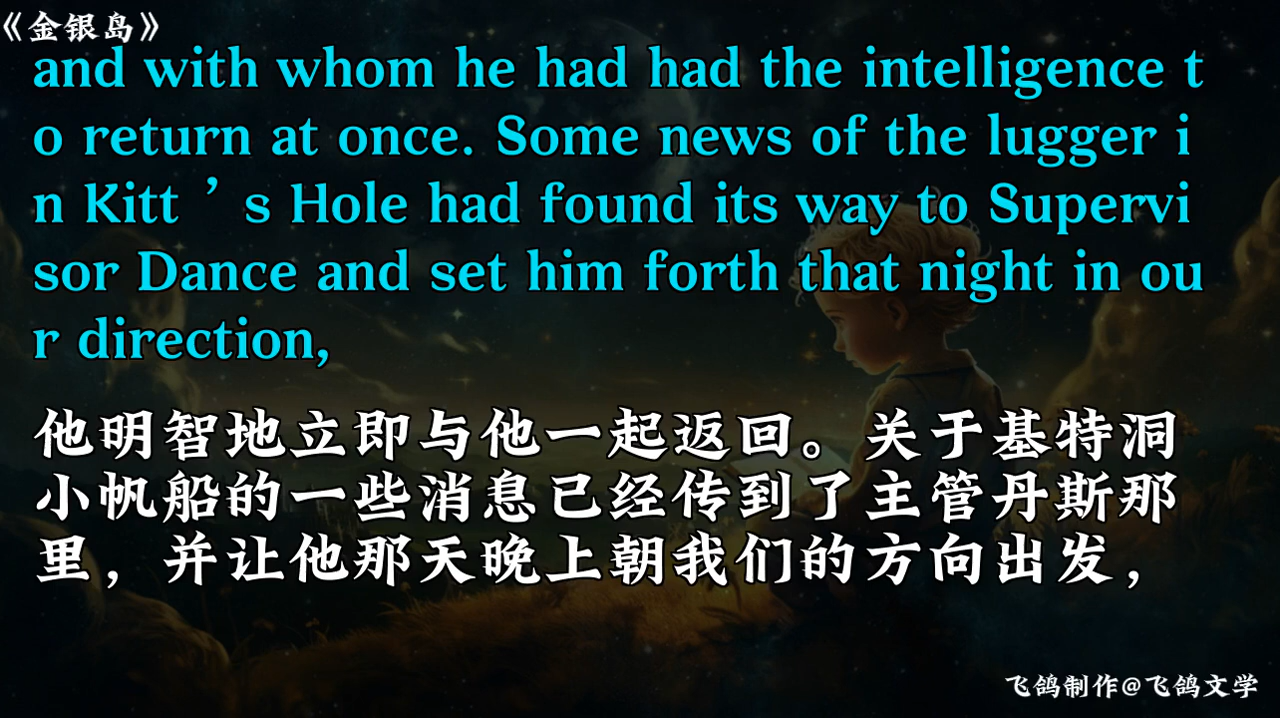 《金银岛》
and with whom he had had the intelligence t
o return at once. Some news of the lugger i
n Kitt ’ s Hole had found its way to Supervi
sor Dance and set him forth that night in ou
r direction,
他明智地立即与他一起返回。关于基特洞
小帆船的一些消息已经传到了主管丹斯那
里，并让他那天晚上朝我们的方向出发，
飞鸽制作@飞鸽文学